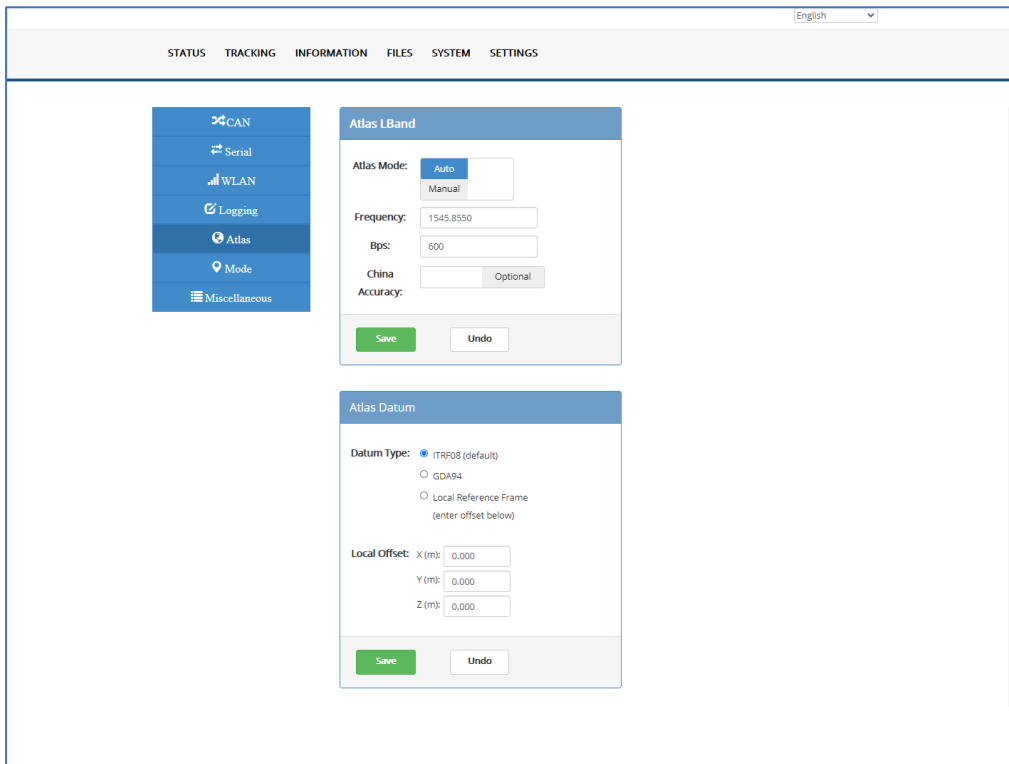 English
STATUS TRACKING INFORMATION FILES SYSTEM SETTINGS
CAN
Serial
WLAN
Logging
Atlas
Mode
Miscellaneous
Atlas LBand
Atlas Mode: Auto
Manual
Frequency: 1545.8550
Bps: 600
China Accuracy: Optional
Save Undo
Atlas Datum
Datum Type: ITRF08 (default)
GDA94
Local Reference Frame
(enter offset below)
Local Offset: X (m): 0.000
Y (m): 0.000
Z (m): 0.000
Save Undo